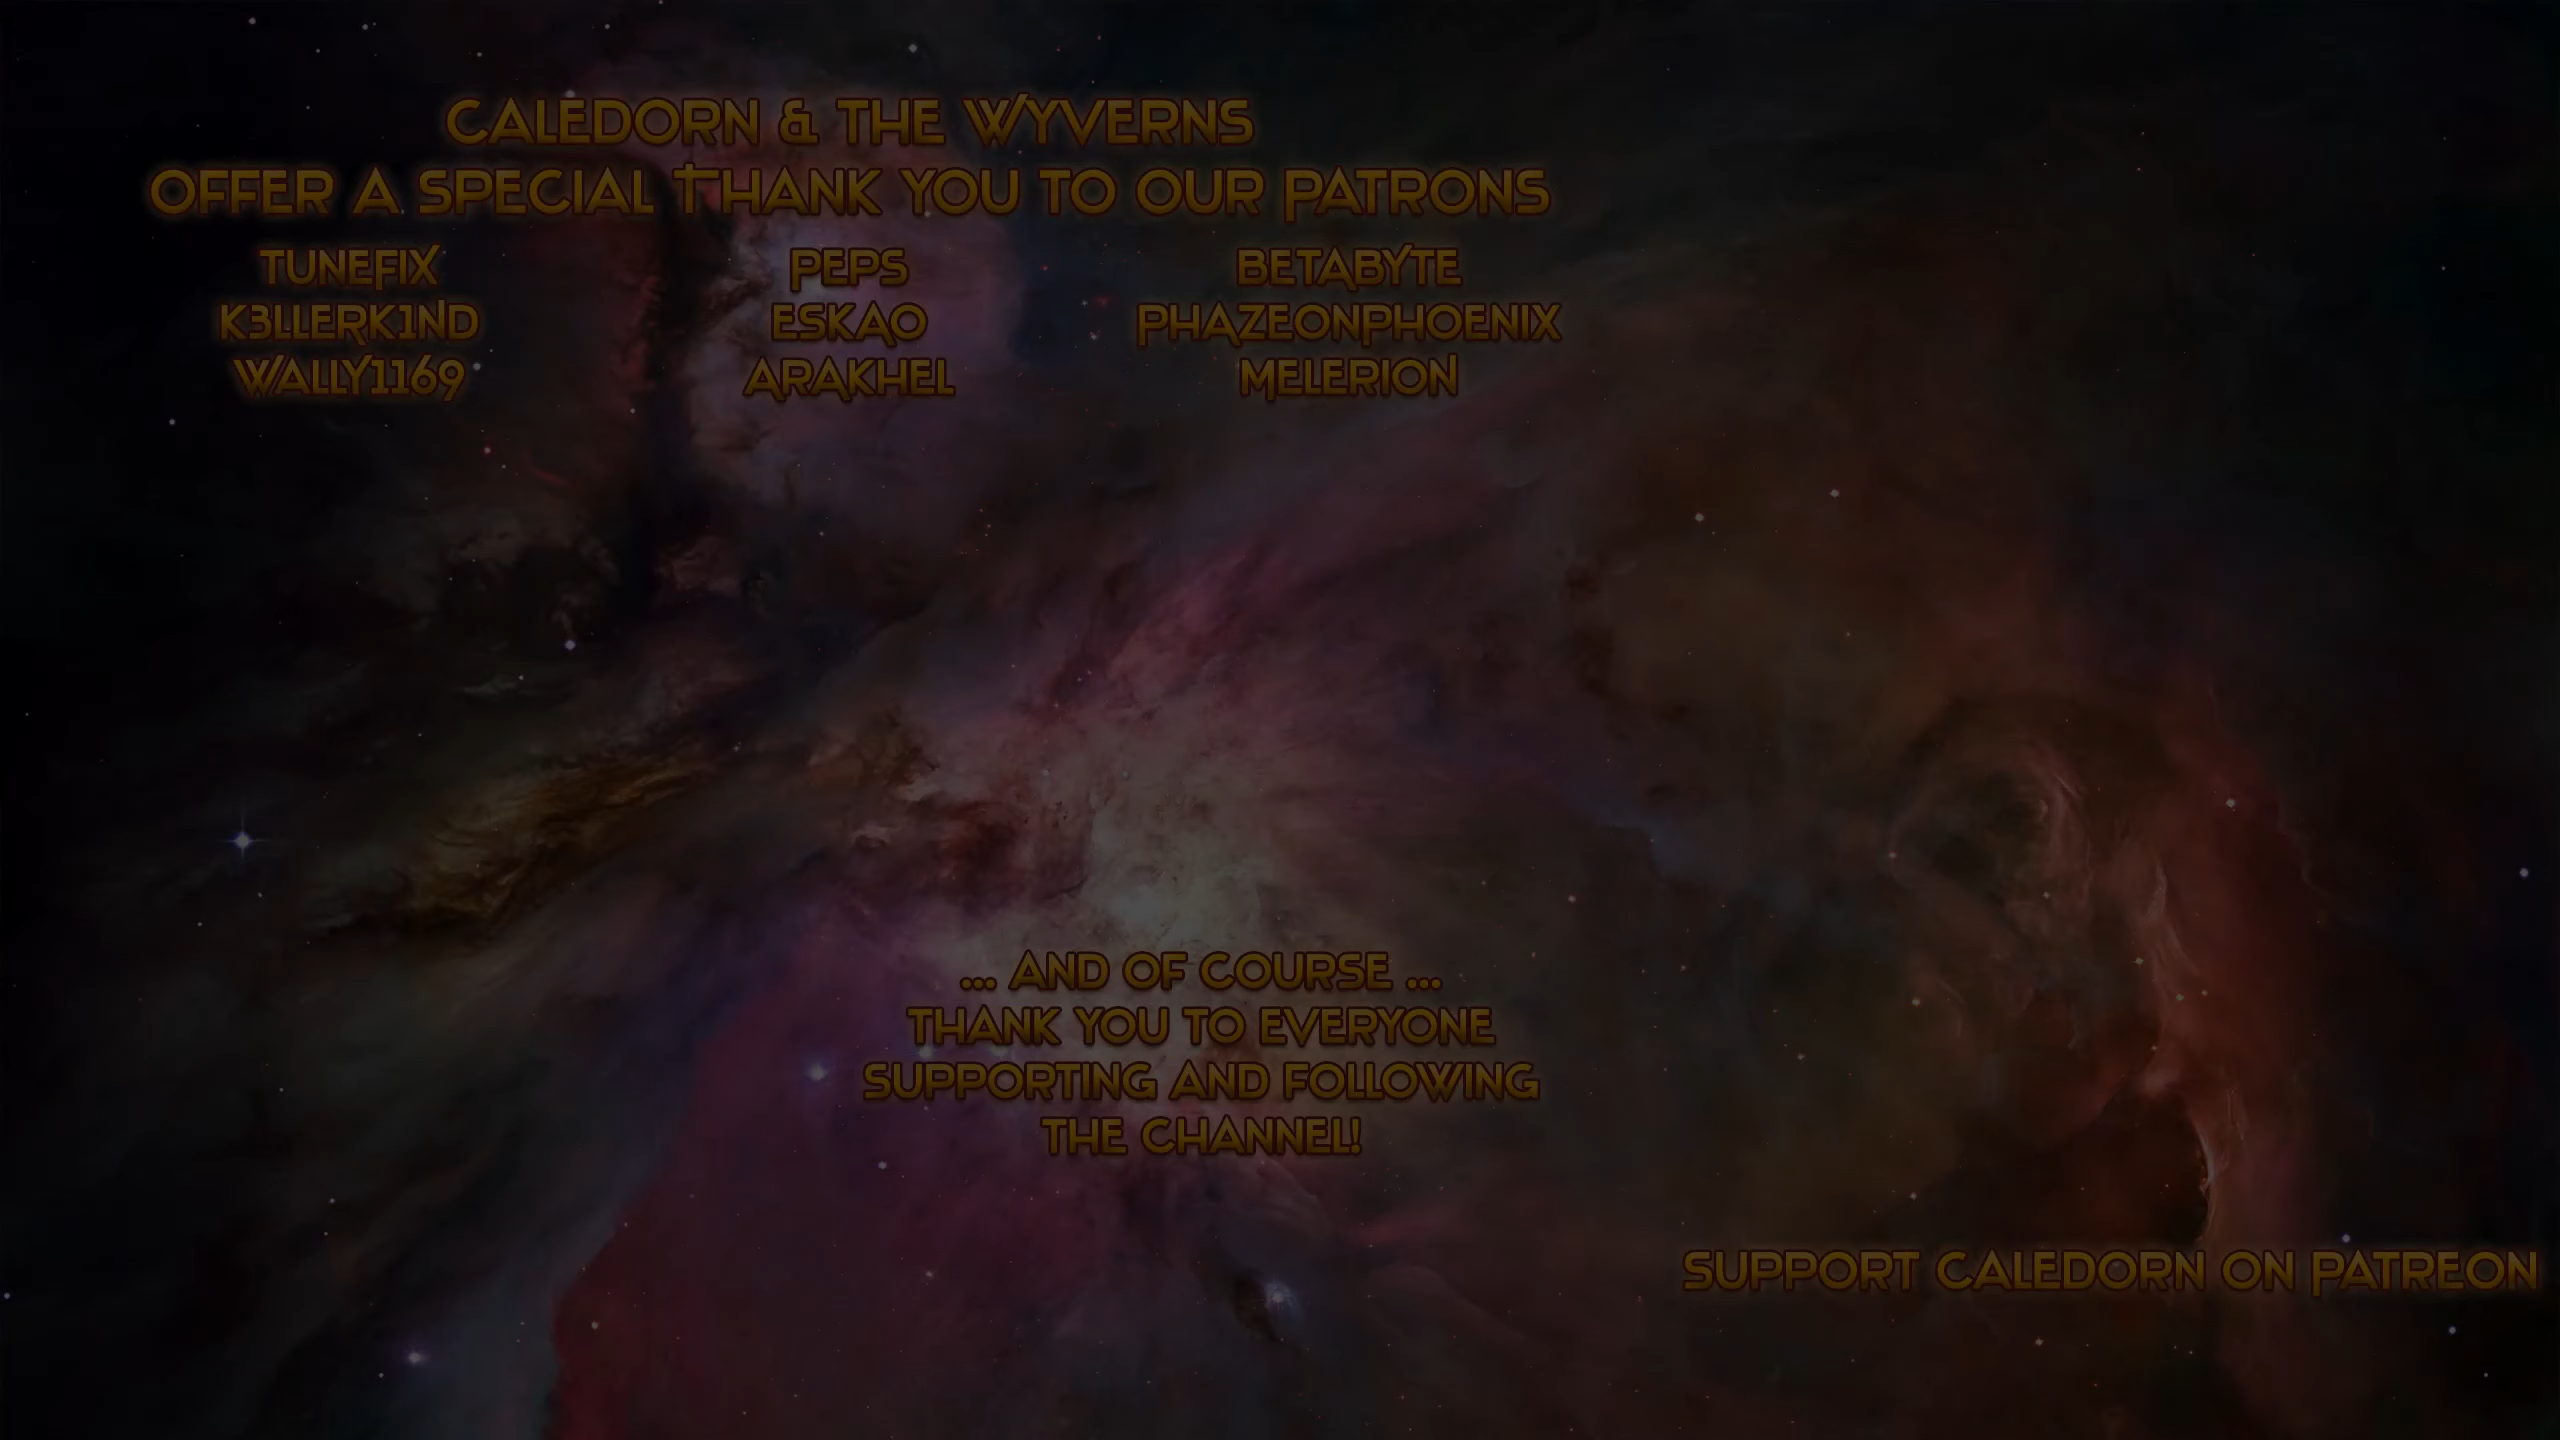 CALEDORN & THE WYVERNS
OFFER A SPECIAL THANK YOU TO OUR PATRONS
TUNEFIX PEPS BETABYTE
K3LLERK1ND ESKAO PHAZEONPHOENIX
WALLY1169 ARAKHEL MELERION
... AND OF COURSE ...
THANK YOU TO EVERYONE
SUPPORTING AND FOLLOWING
THE CHANNEL!
SUPPORT CALEDORN ON PATREON